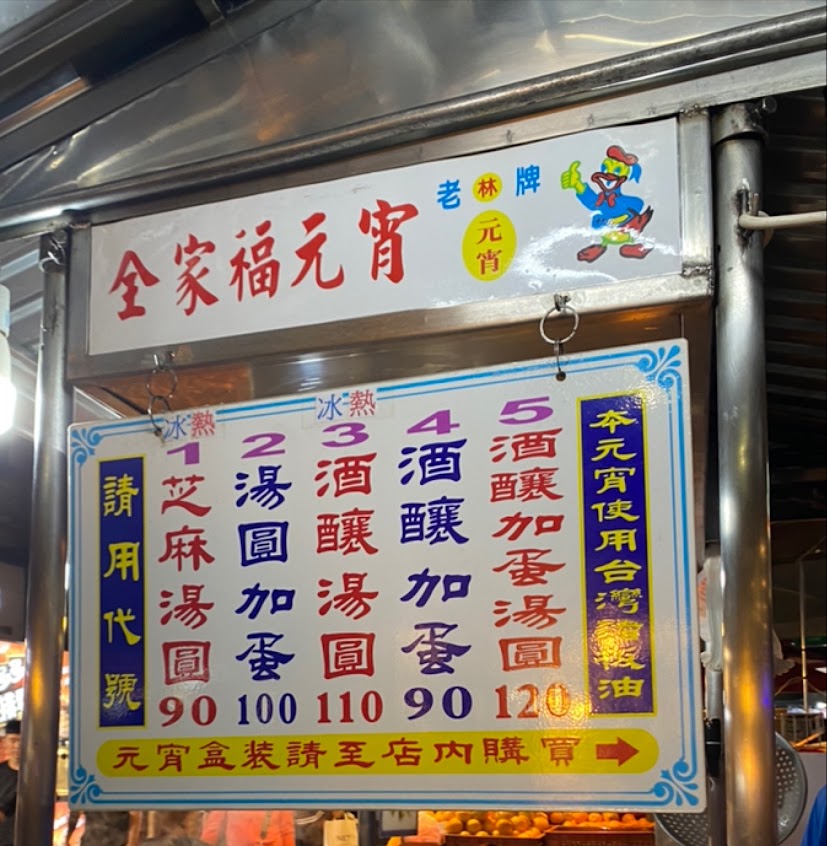 全家福元宵
老林牌
元宵
請用代號
冰熱
1
芝麻湯圓
90
2
湯圓加蛋
100
冰熱
3
酒釀湯圓
110
4
酒釀加蛋
90
5
酒釀加蛋湯圓
120
本元宵使用台灣豬板油
元宵盒裝請至店內購買